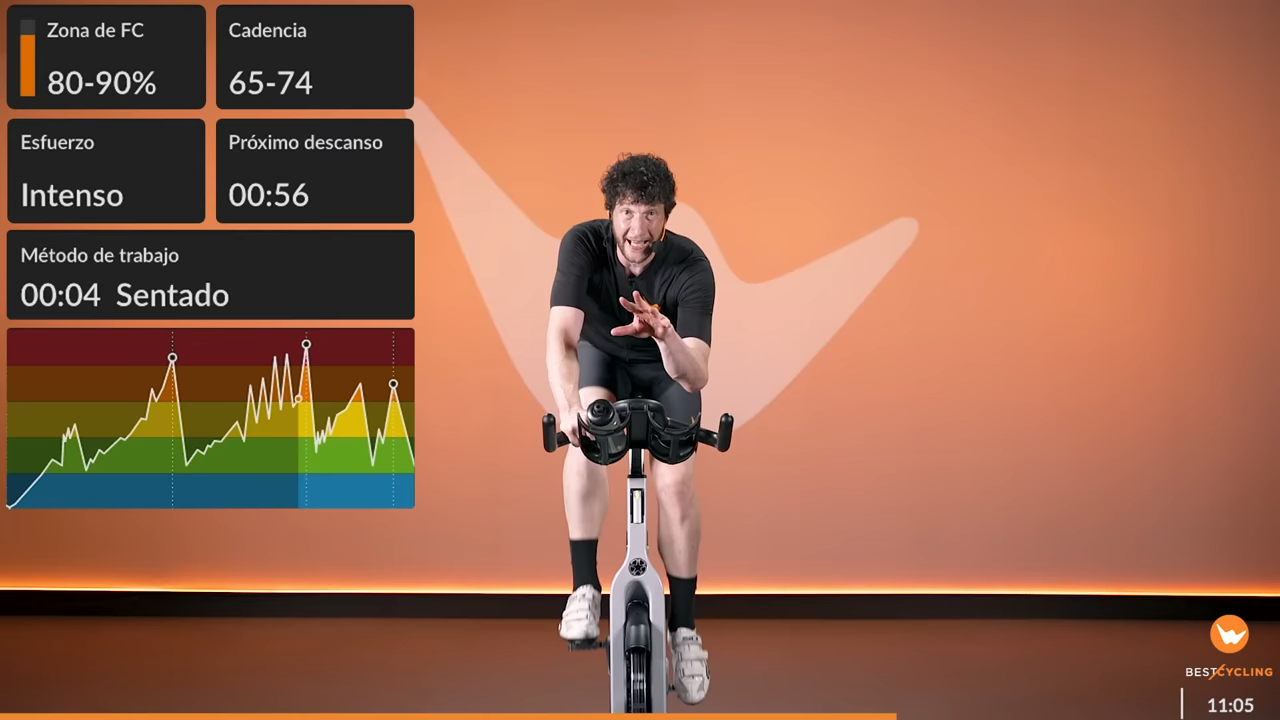 Zona de FC
80-90%
Cadencia
65-74
Esfuerzo
Intenso
Próximo descanso
00:56
Método de trabajo
00:04 Sentado
BESTCYCLING
11:05